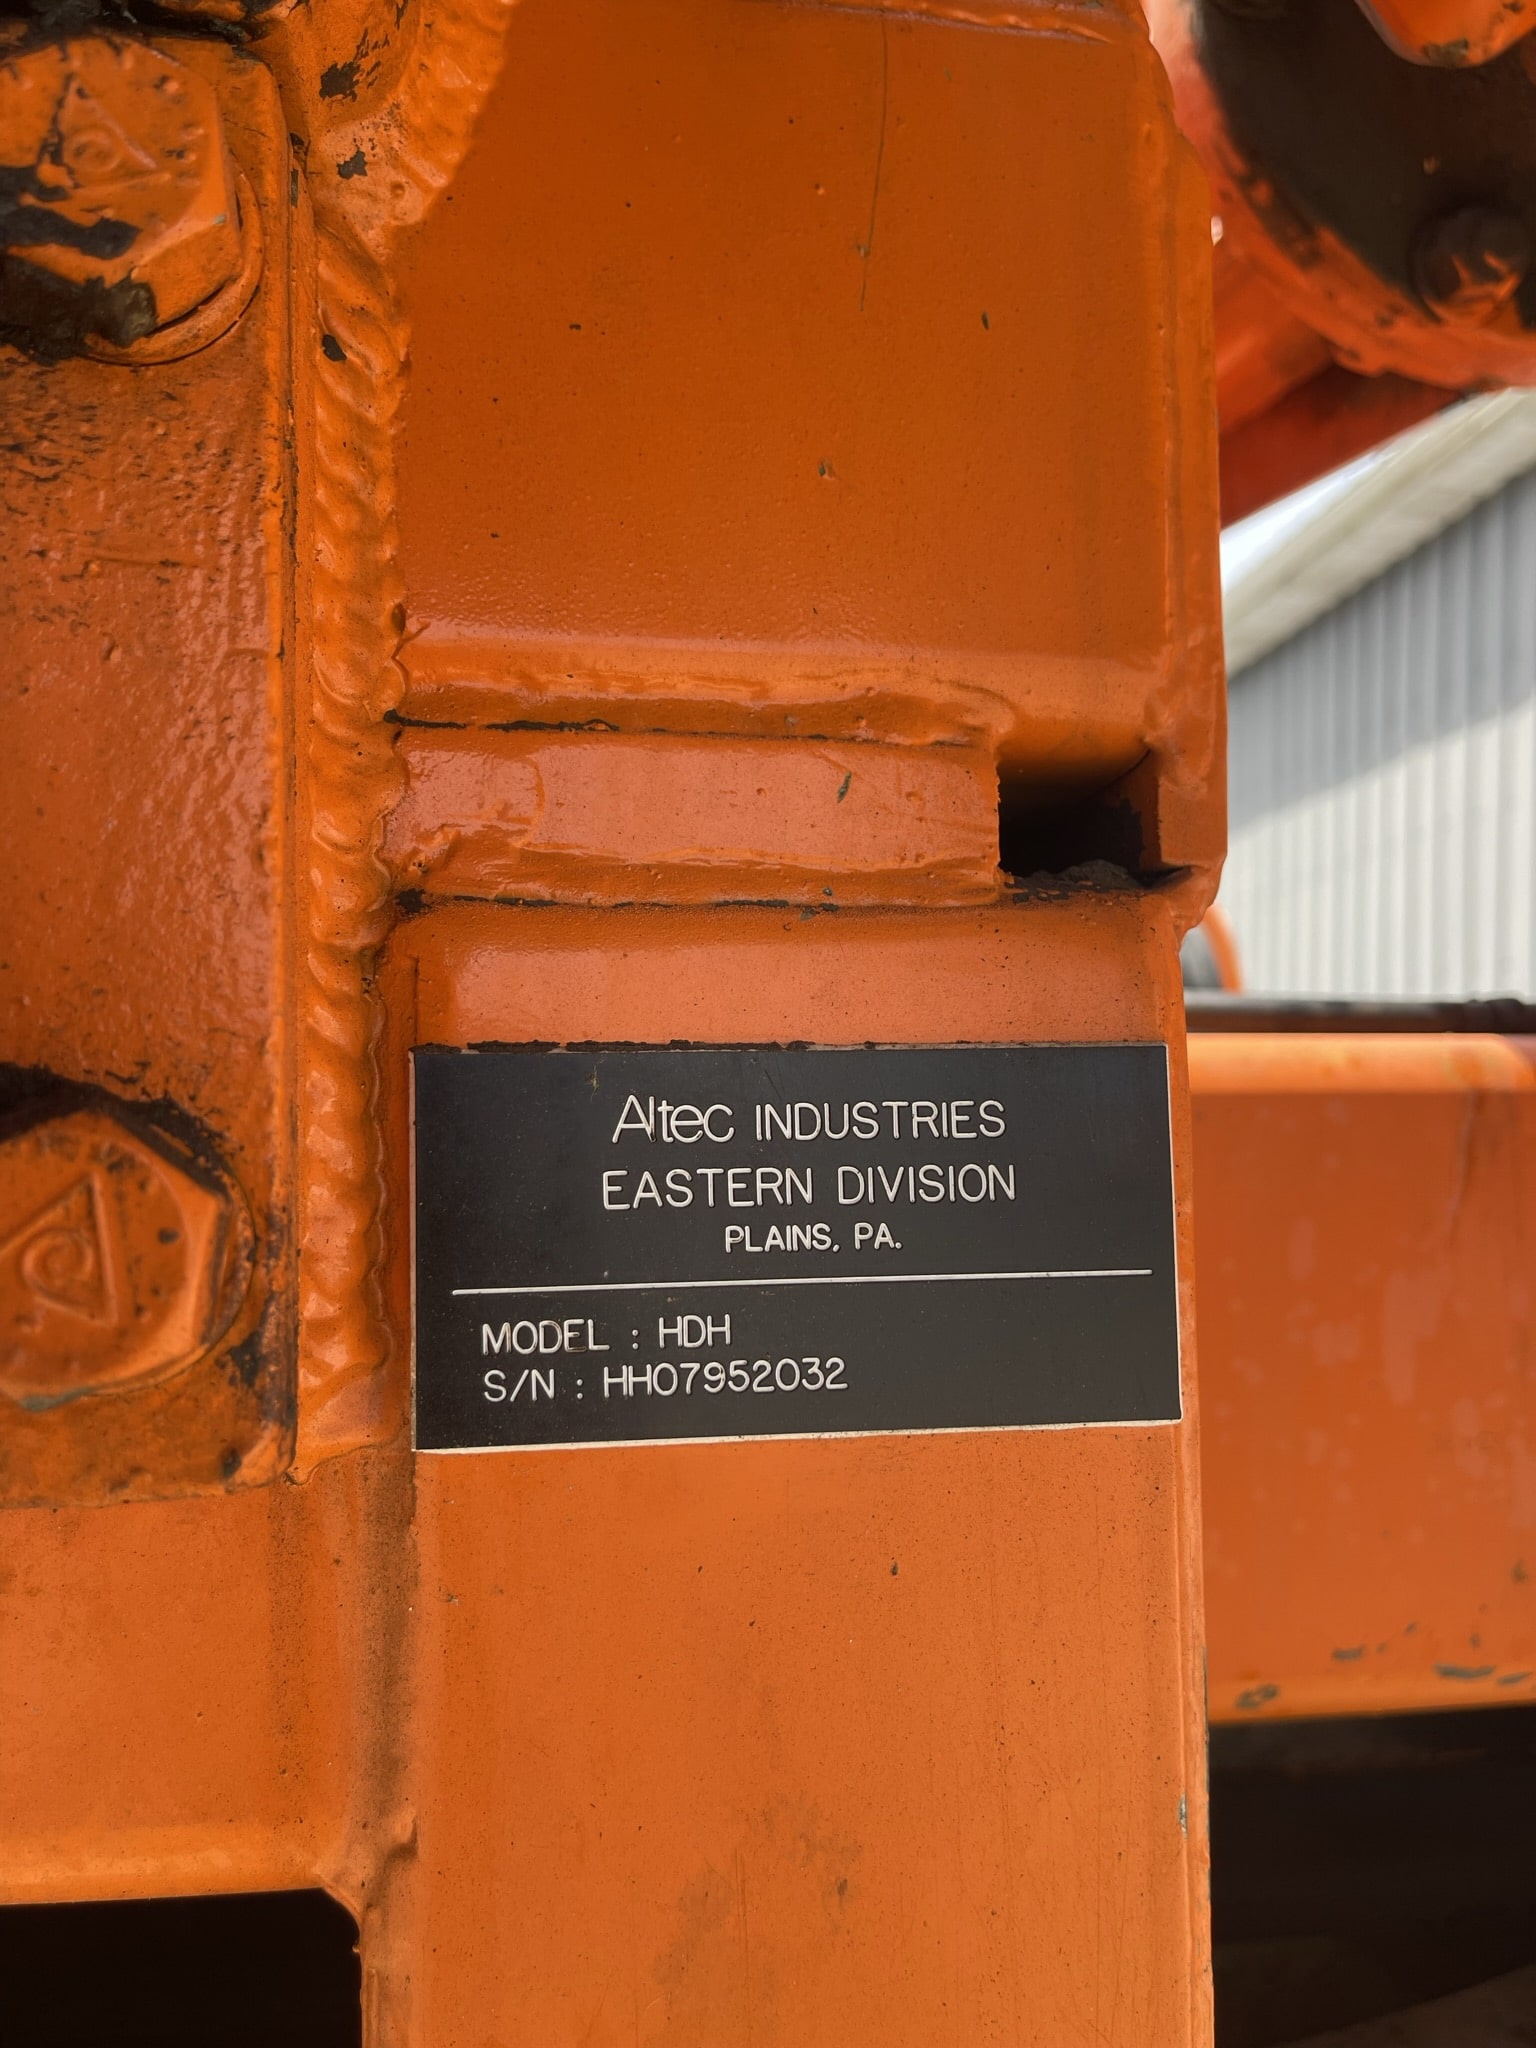 Altec INDUSTRIES
EASTERN DIVISION
PLAINS, PA.
MODEL : HDH
S/N : HH07952032